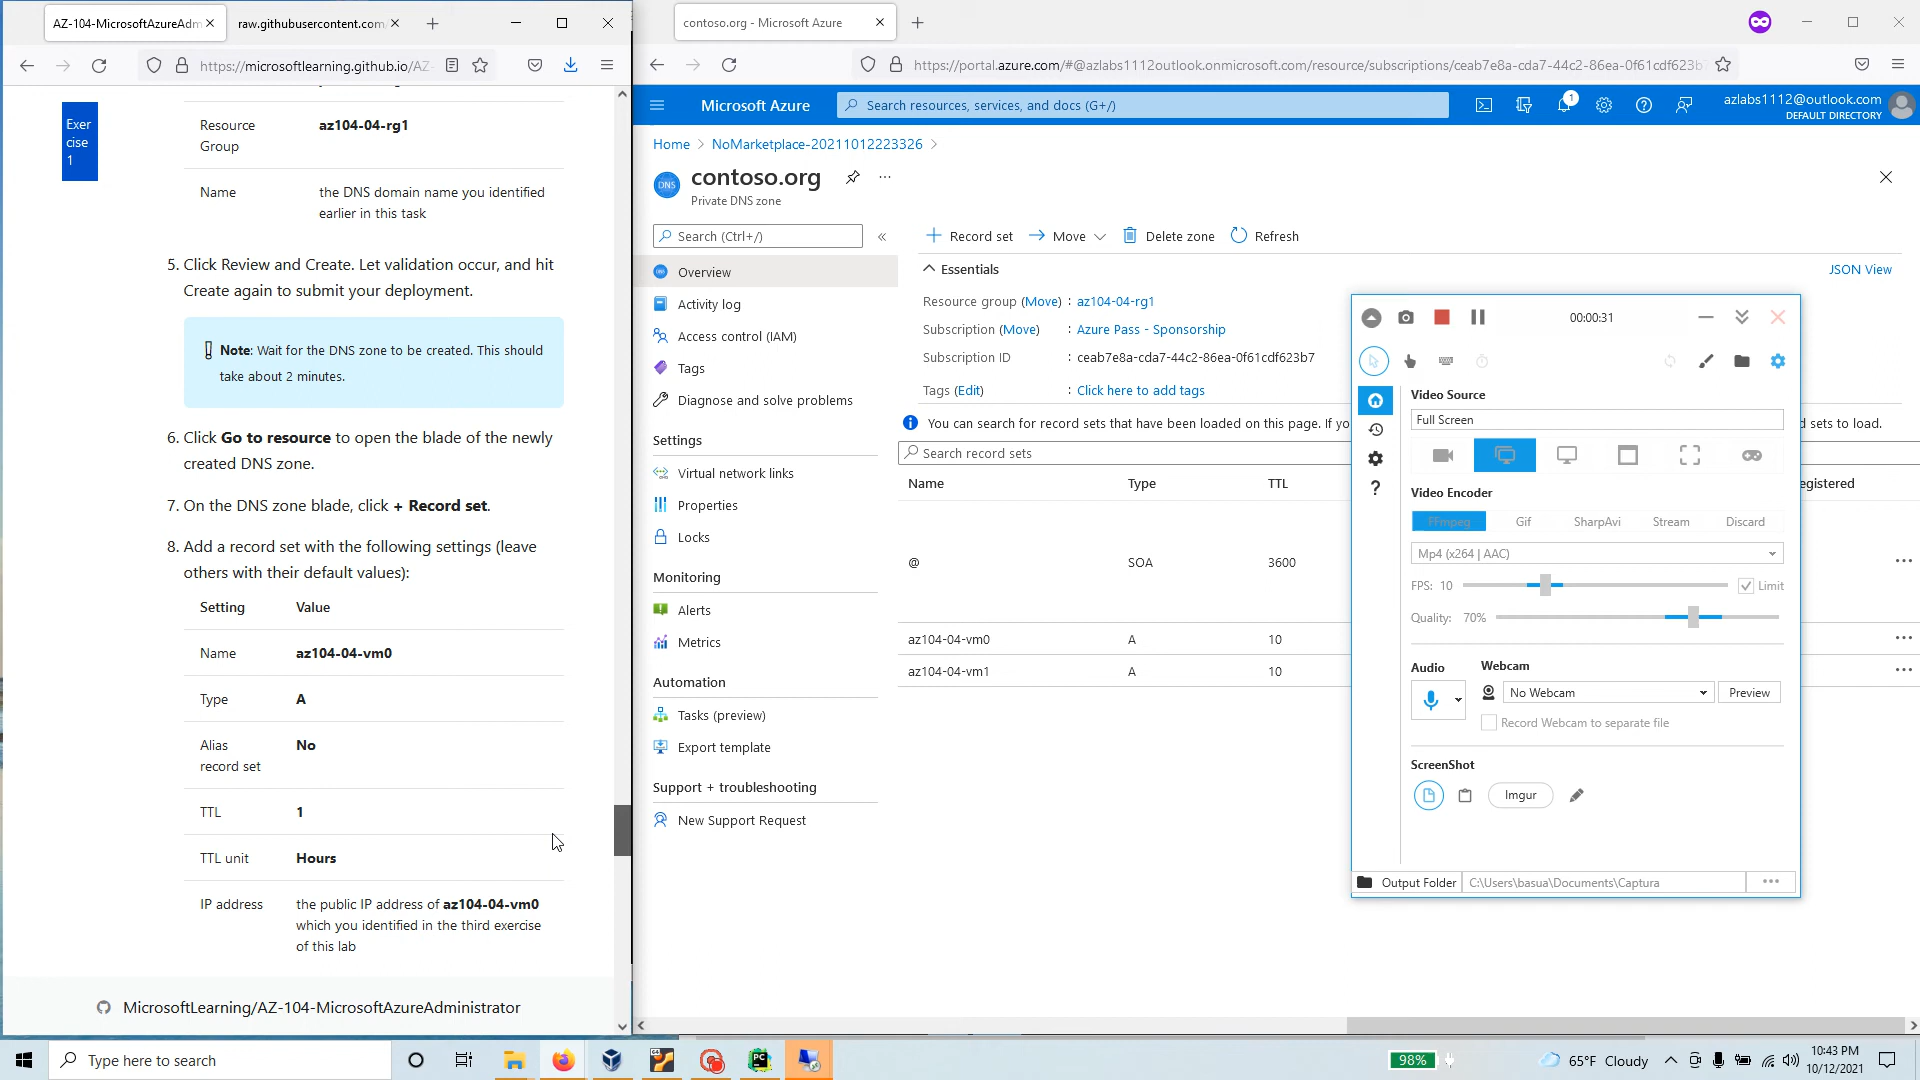 AZ-104-MicrosoftAzureAdm
raw.githubusercontent.com/
https://microsoftlearning.github.io/AZ-
Exer
cise
1
Resource
Group
az104-04-rg1
Name
the DNS domain name you identified
earlier in this task
5. Click Review and Create. Let validation occur, and hit
Create again to submit your deployment.
Note: Wait for the DNS zone to be created. This should
take about 2 minutes.
6. Click Go to resource to open the blade of the newly
created DNS zone.
7. On the DNS zone blade, click + Record set.
8. Add a record set with the following settings (leave
others with their default values):
Setting Value
Name az104-04-vm0
Type A
Alias
record set
No
TTL 1
TTL unit Hours
IP address
the public IP address of az104-04-vm0
which you identified in the third exercise
of this lab
MicrosoftLearning/AZ-104-MicrosoftAzureAdministrator
contoso.org - Microsoft Azure
https://portal.azure.com/#@azlabs1112outlook.onmicrosoft.com/resource/subscriptions/ceab7e8a-cda7-44c2-86ea-0f61cdf623b7
Microsoft Azure
Search resources, services, and docs (G+/)
1
azlabs1112@outlook.com
DEFAULT DIRECTORY
Home > NoMarketplace-20211012223326 >
DNS
contoso.org
Private DNS zone
Search (Ctrl+/)
Overview
Activity log
Access control (IAM)
Tags
Diagnose and solve problems
Settings
Virtual network links
Properties
Locks
Monitoring
Alerts
Metrics
Automation
Tasks (preview)
Export template
Support + troubleshooting
New Support Request
Record set
Move
Delete zone
Refresh
Essentials
JSON View
Resource group (Move) : az104-04-rg1
Subscription (Move) : Azure Pass - Sponsorship
Subscription ID : ceab7e8a-cda7-44c2-86ea-0f61cdf623b7
Tags (Edit) : Click here to add tags
You can search for record sets that have been loaded on this page. If yo
d sets to load.
Search record sets
Name Type TTL
egistered
@ SOA 3600
az104-04-vm0 A 10
az104-04-vm1 A 10
00:00:31
Video Source
Full Screen
Video Encoder
FFmpeg Gif SharpAvi Stream Discard
Mp4 (x264 | AAC)
FPS: 10
Limit
Quality: 70%
Audio
Webcam
No Webcam
Preview
Record Webcam to separate file
ScreenShot
Imgur
Output Folder
C:\Users\basua\Documents\Captura
Type here to search
PC
98%
65°F Cloudy
10:43 PM
10/12/2021